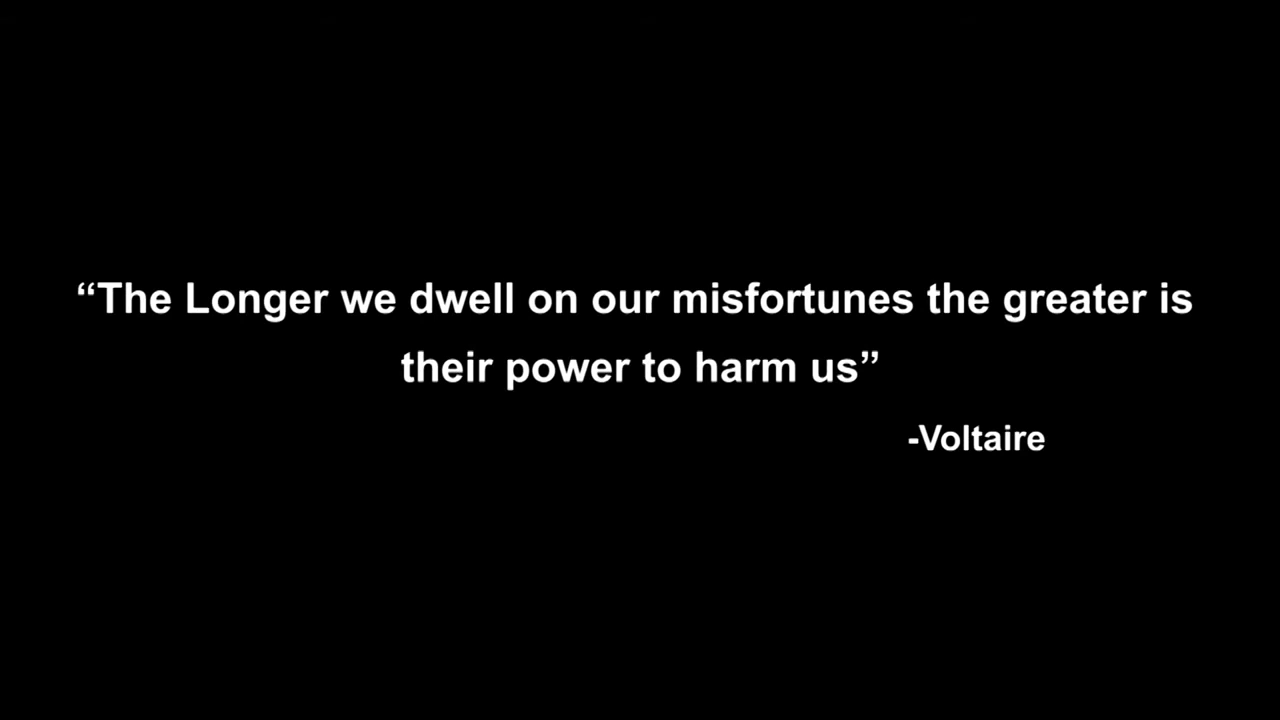 “The Longer we dwell on our misfortunes the greater is
their power to harm us”
-Voltaire